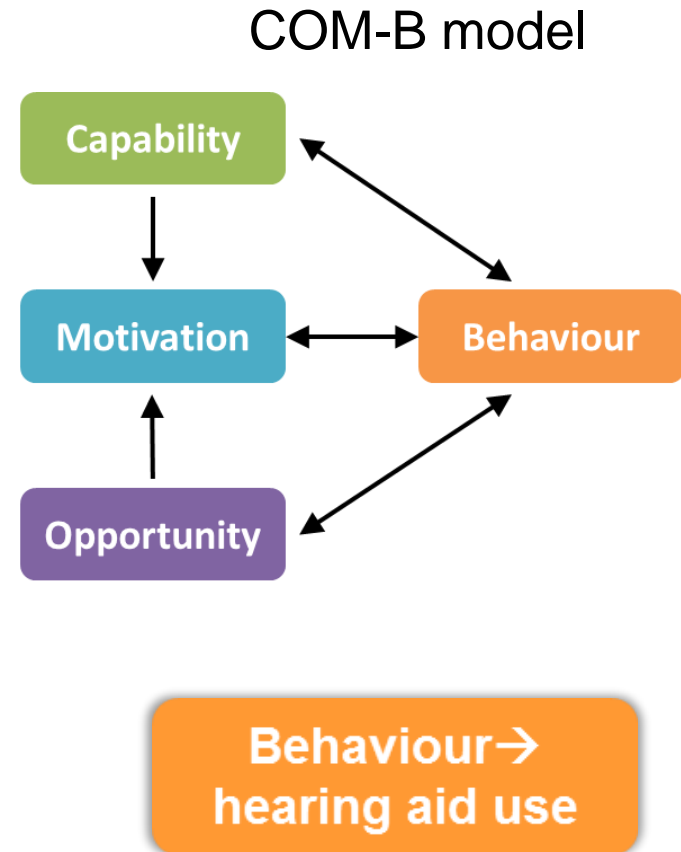 COM-B model
Capability
Motivation
Behaviour
Opportunity
Behaviour→
hearing aid use